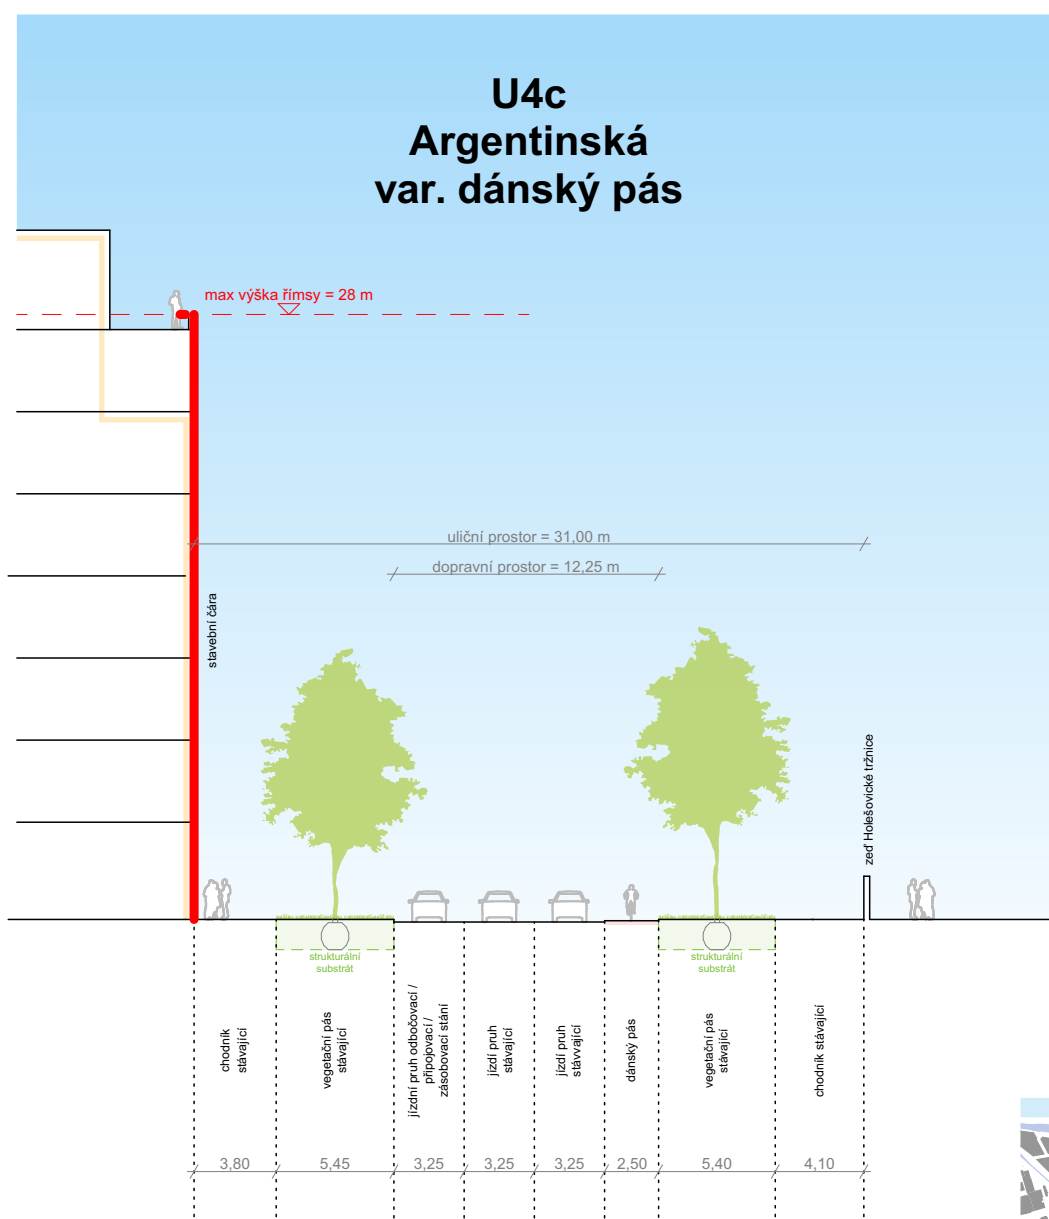 U4c
Argentinská
var. dánský pás
max výška římsy = 28 m
uliční prostor = 31,00 m
dopravní prostor = 12,25 m
stavební čára
zeď Holešovické tržnice
strukturální
substrát
strukturální
substrát
chodník
stávající
vegetační pás
stávající
jízdní pruh odbočovací /
připojovací /
zásobovací stání
jízdí pruh
stávající
jízdí pruh
stávvající
dánský pás
vegetační pás
stávající
chodník stávající
3,80
5,45
3,25
3,25
3,25
2,50
5,40
4,10